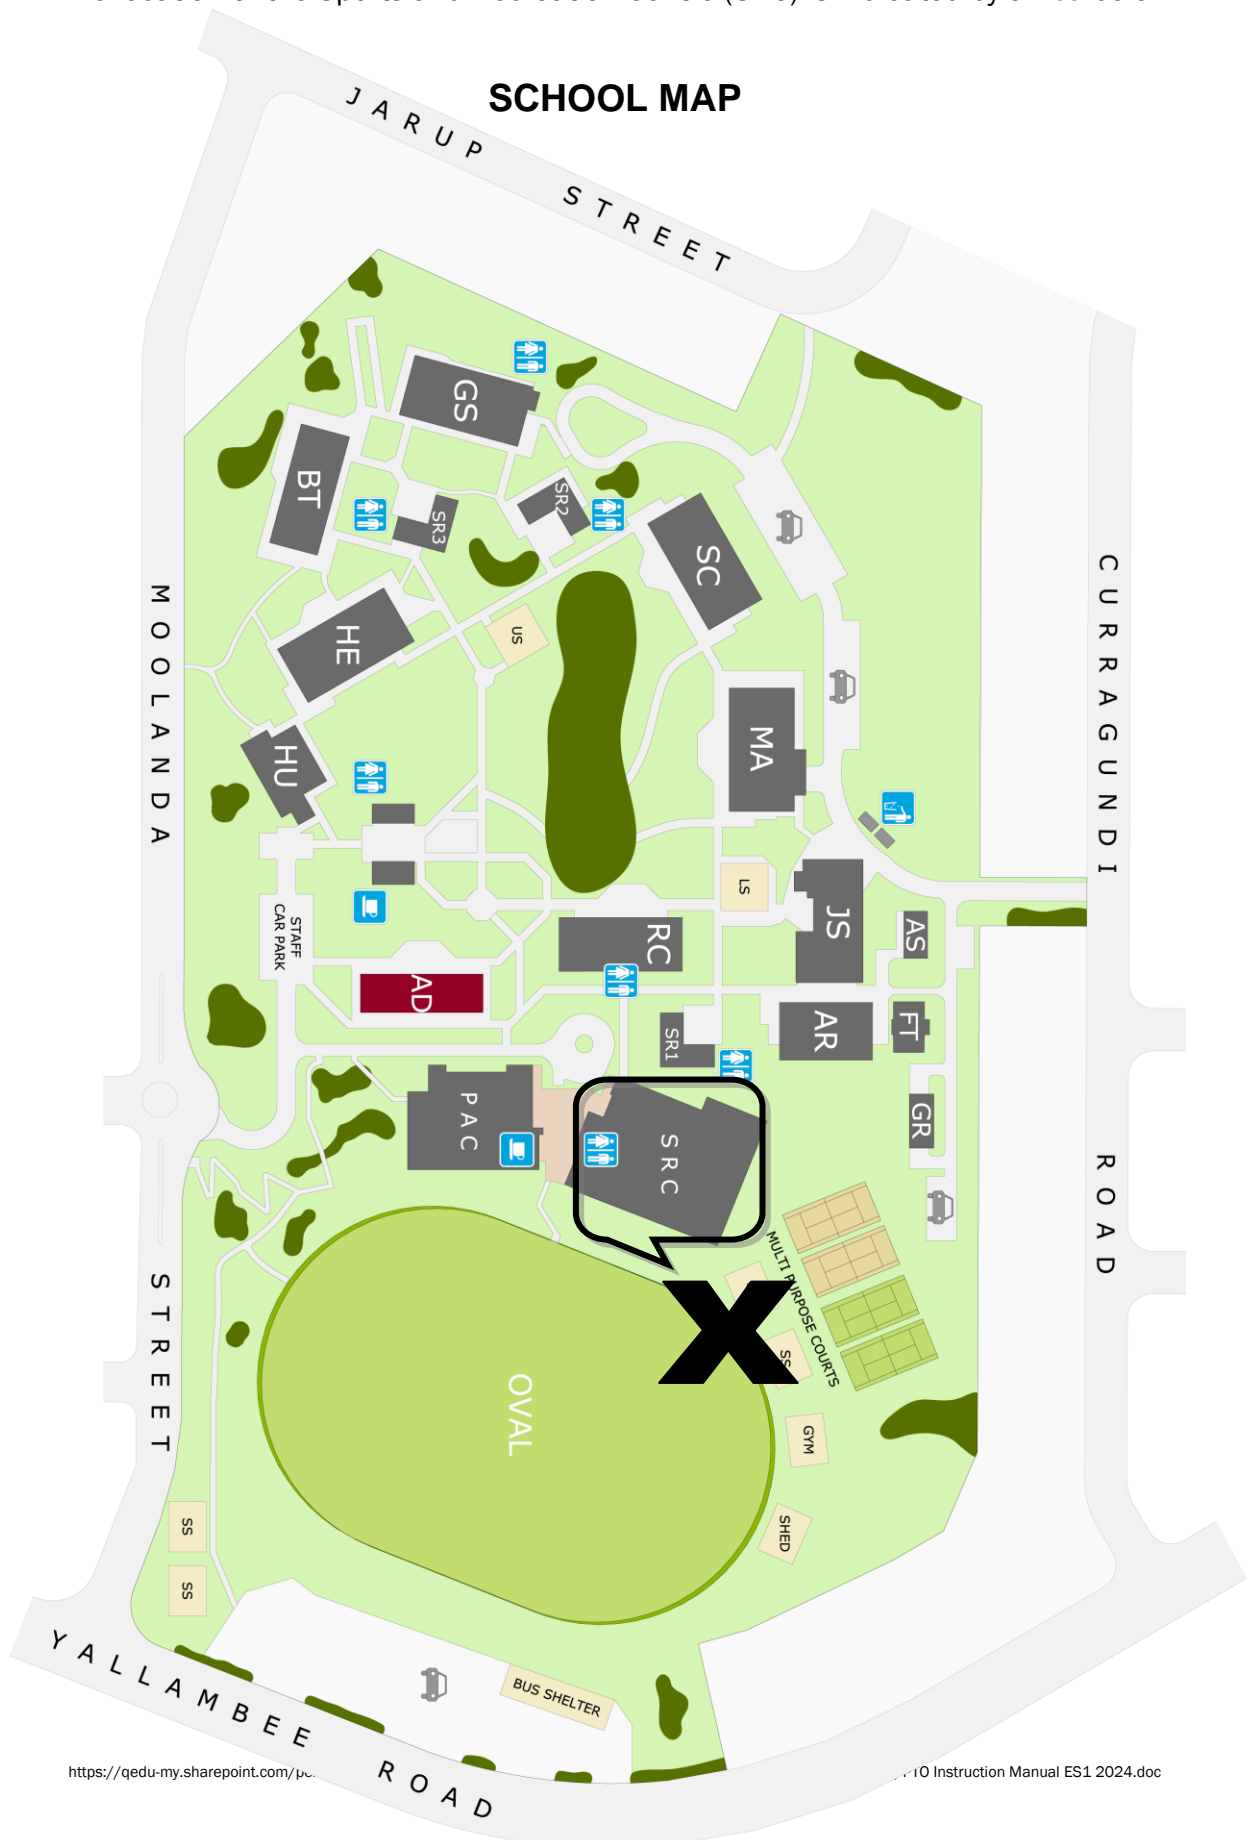 SCHOOL MAP
JARUP STREET
GS
BT
SR3
SR2
SC
MOOLANDA STREET
CURRAGUNDI ROAD
HE
US
HU
MA
LS
JS
AS
STAFF
CAR PARK
RC
AD
AR
FT
SR1
PAC
SRC
GR
MULTI PURPOSE COURTS
X
SS
OVAL
GYM
SHED
SS
SS
BUS SHELTER
YALLAMBEE ROAD
https://qedu-my.sharepoint.com/
Instruction Manual ES1 2024.doc